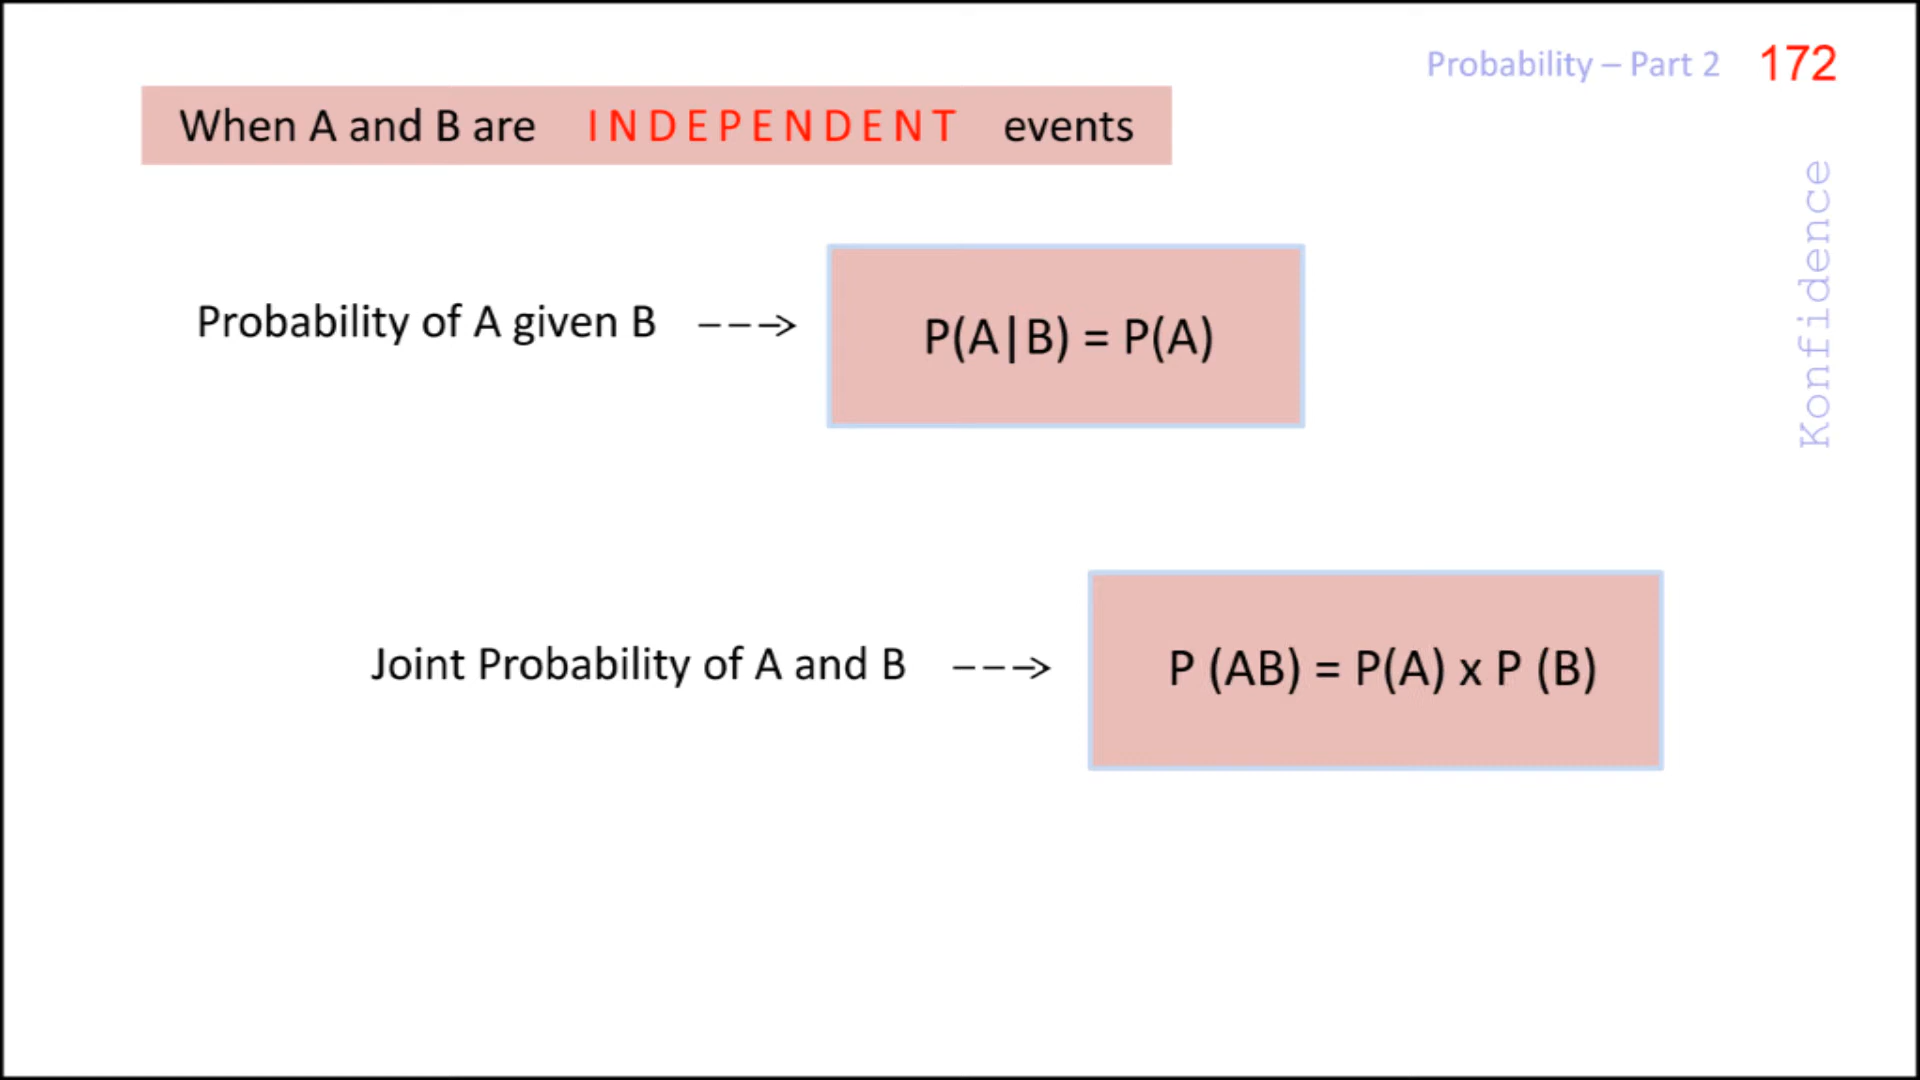 Probability – Part 2 172
When A and B are INDEPENDENT events
Konfidence
Probability of A given B --->
P(A|B) = P(A)
Joint Probability of A and B --->
P (AB) = P(A) x P (B)